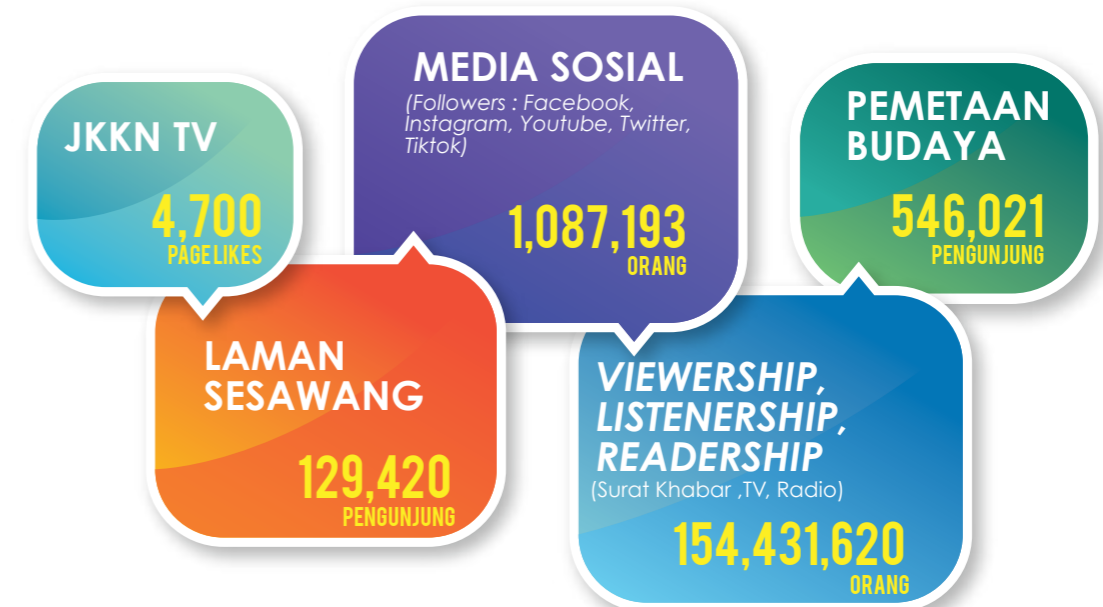 JKKN TV
4,700
PAGE LIKES
MEDIA SOSIAL
(Followers : Facebook,
Instagram, Youtube, Twitter,
Tiktok)
1,087,193
ORANG
PEMETAAN
BUDAYA
546,021
PENGUNJUNG
LAMAN
SESAWANG
129,420
PENGUNJUNG
VIEWERSHIP,
LISTENERSHIP,
READERSHIP
(Surat Khabar ,TV, Radio)
154,431,620
ORANG